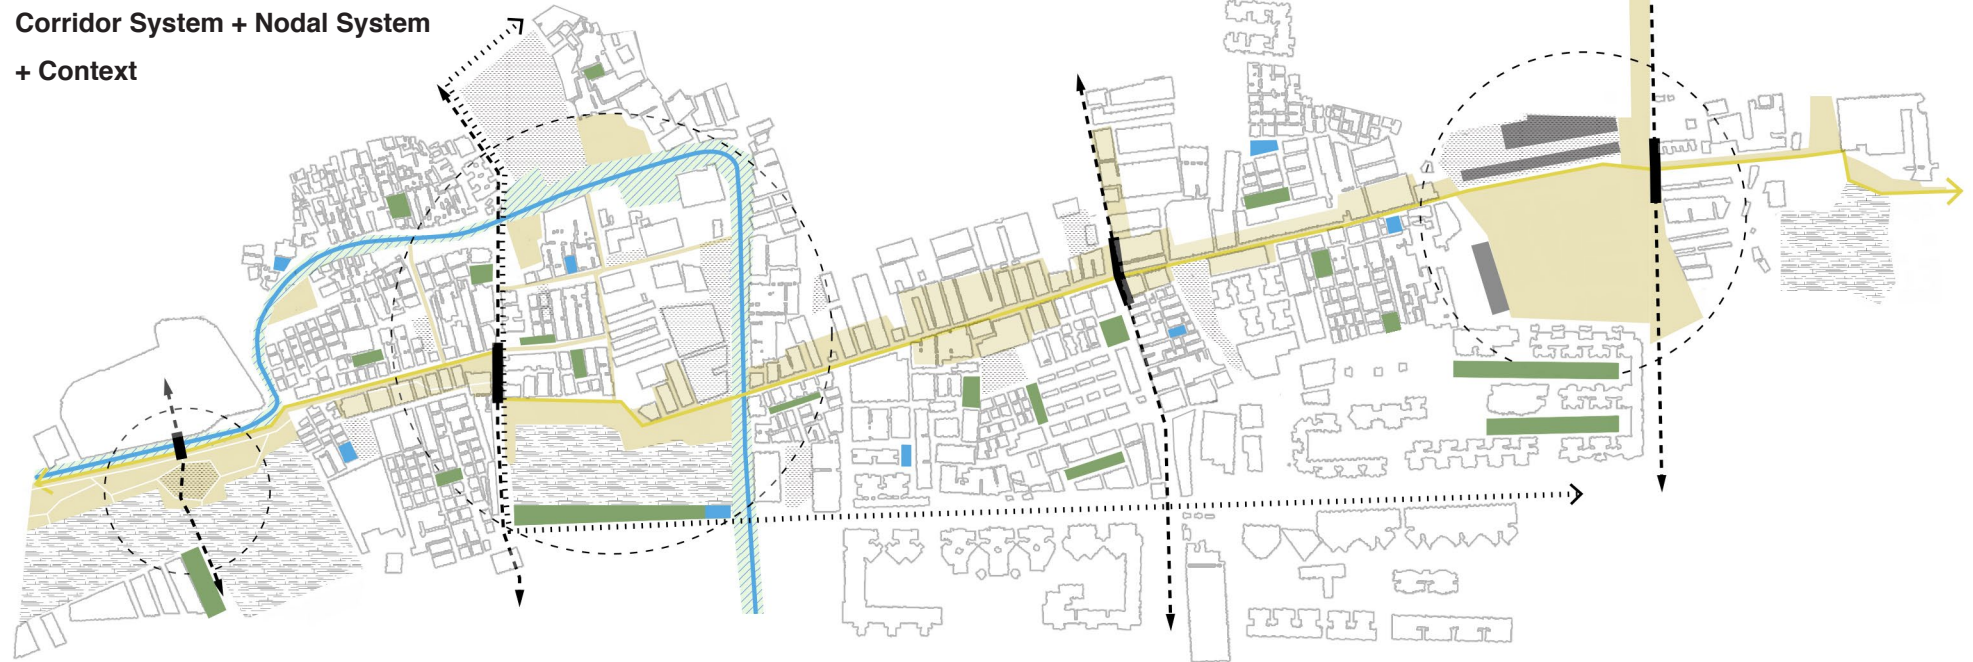 Corridor System + Nodal System
+ Context